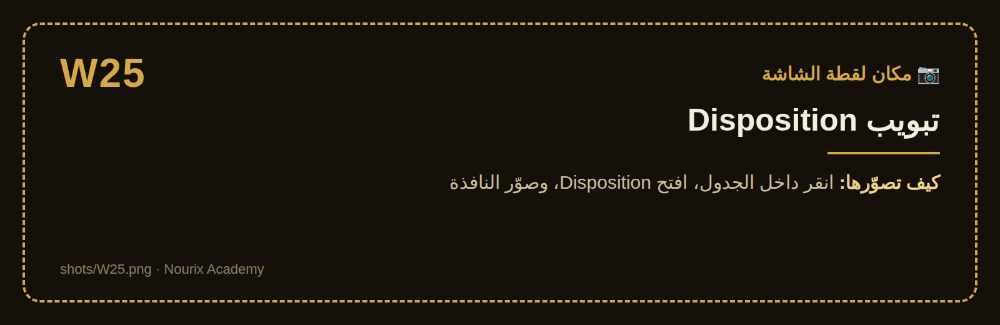 W25
📷 مكان لقطة الشاشة
تبويب Disposition
كيف تصوّرها: انقر داخل الجدول، افتح Disposition، وصوّر النافذة
shots/W25.png · Nourix Academy